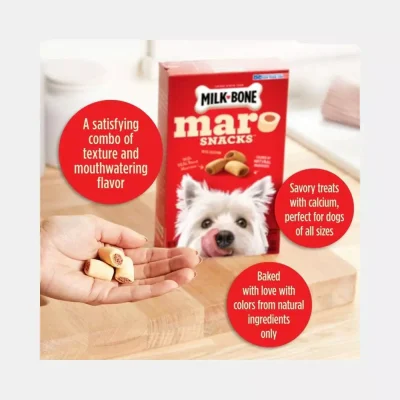 MILK-BONE
maro
SNACKS
A satisfying
combo of
texture and
mouthwatering
flavor
Savory treats
with calcium,
perfect for dogs
of all sizes
Baked
with love with
colors from natural
ingredients
only